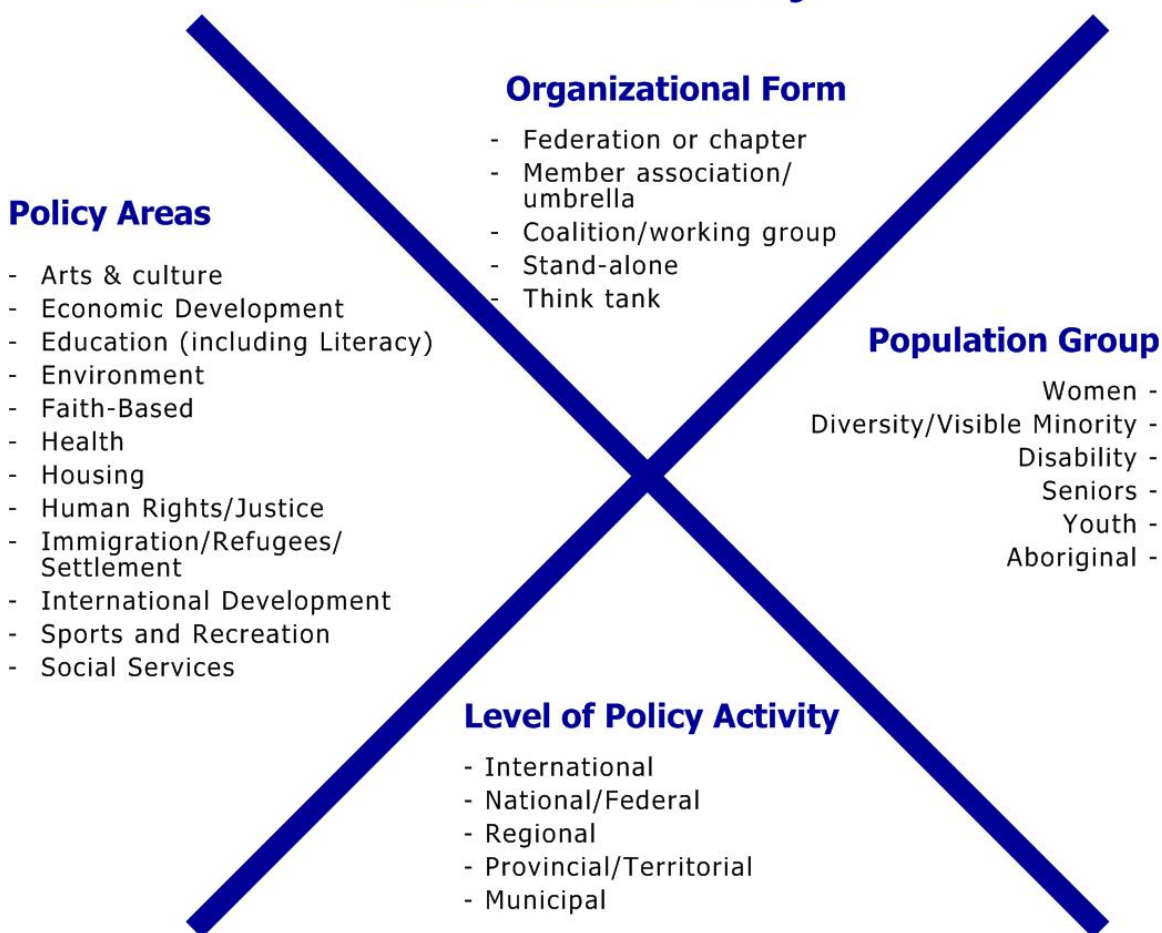 Organizational Form
- Federation or chapter
- Member association/
umbrella
- Coalition/working group
- Stand-alone
- Think tank
Policy Areas
- Arts & culture
- Economic Development
- Education (including Literacy)
- Environment
- Faith-Based
- Health
- Housing
- Human Rights/Justice
- Immigration/Refugees/
Settlement
- International Development
- Sports and Recreation
- Social Services
Population Group
Women -
Diversity/Visible Minority -
Disability -
Seniors -
Youth -
Aboriginal -
Level of Policy Activity
- International
- National/Federal
- Regional
- Provincial/Territorial
- Municipal